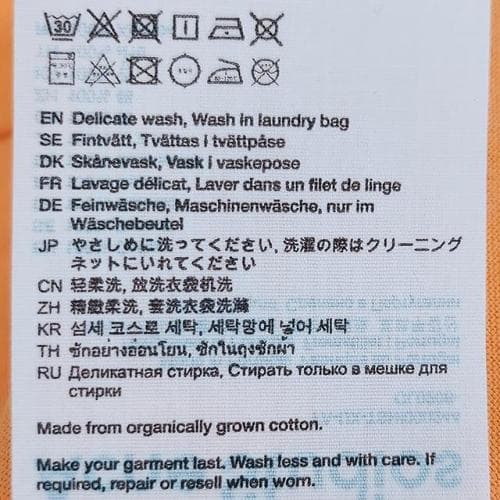 30
EN Delicate wash, Wash in laundry bag
SE Fintvätt, Tvättas i tvättpåse
DK Skånevask, Vask i vaskepose
FR Lavage délicat, Laver dans un filet de linge
DE Feinwäsche, Maschinenwäsche, nur im
Wäschebeutel
JP やさしめに洗ってください, 洗濯の際はクリーニング
ネットにいれてください
CN 轻柔洗, 放洗衣袋机洗
ZH 精緻柔洗, 套洗衣袋洗滌
KR 섬세 코스로 세탁, 세탁망에 넣어 세탁
TH ซักอย่างอ่อนโยน, ซักในถุงซักผ้า
RU Деликатная стирка, Стирать только в мешке для
стирки
Made from organically grown cotton.
Make your garment last. Wash less and with care. If
required, repair or resell when worn.